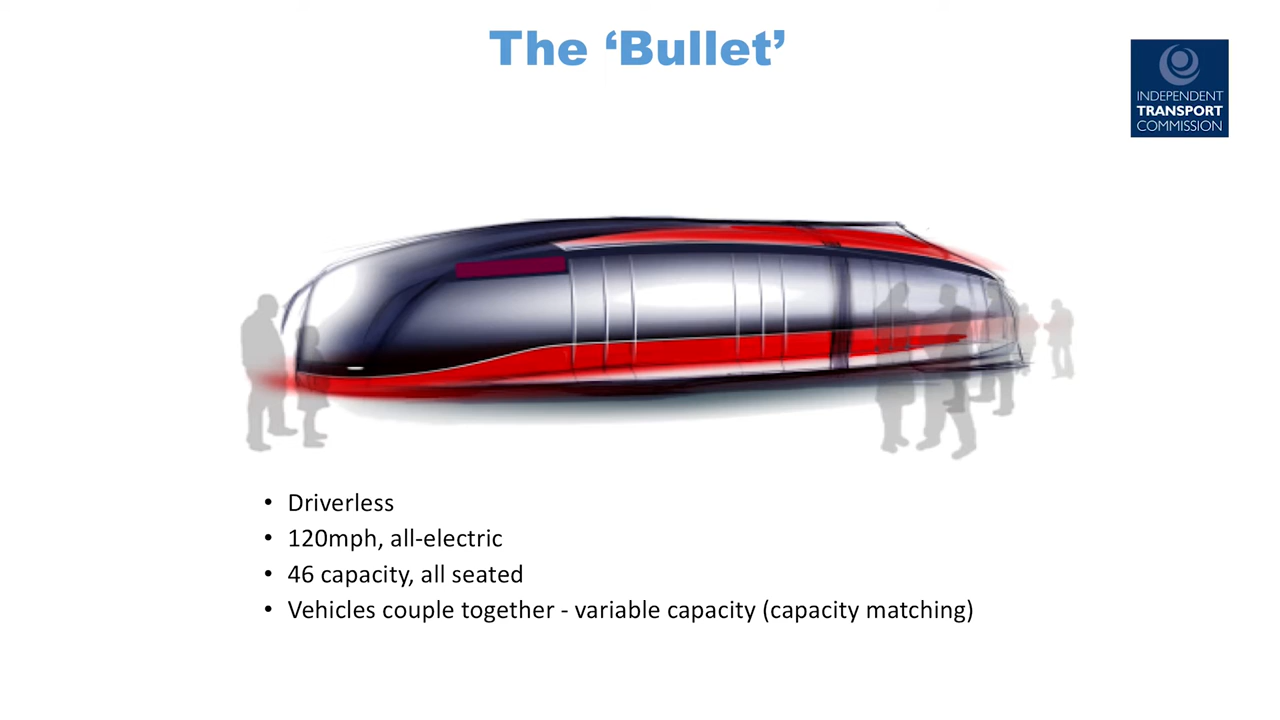 The ‘Bullet’
INDEPENDENT
TRANSPORT
COMMISSION
• Driverless
• 120mph, all-electric
• 46 capacity, all seated
• Vehicles couple together - variable capacity (capacity matching)